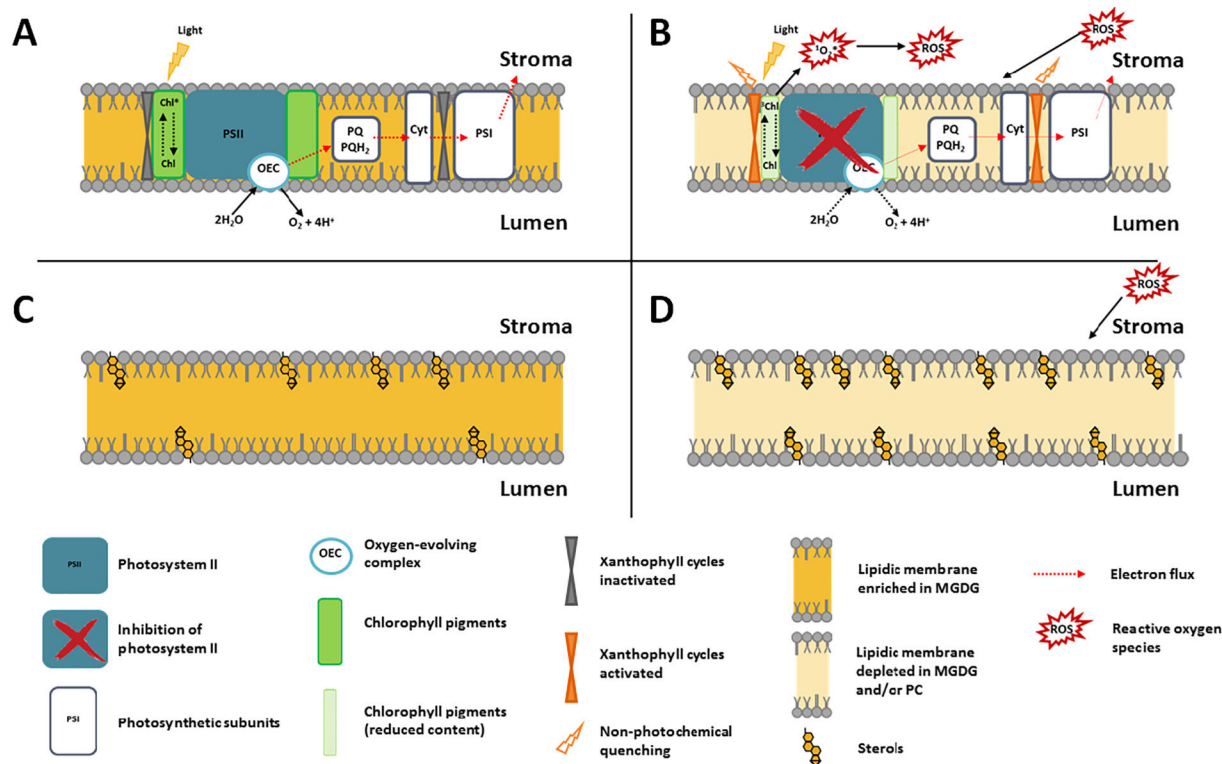 A
Light
Stroma
Chl*
Chl
PSII
OEC
PQ
PQH₂
Cyt
PSI
2H₂O
O₂ + 4H⁺
Lumen
B
Light
¹O₂*
ROS
ROS
Stroma
Chl
Chl
PQ
PQH₂
Cyt
PSI
2H₂O
O₂ + 4H⁺
Lumen
C
Stroma
Lumen
D
ROS
Stroma
Lumen
PSII
Photosystem II
Inhibition of
photosystem II
PSI
Photosynthetic subunits
OEC
Oxygen-evolving
complex
Chlorophyll pigments
Chlorophyll pigments
(reduced content)
Xanthophyll cycles
inactivated
Xanthophyll cycles
activated
Non-photochemical
quenching
Lipidic membrane
enriched in MGDG
Lipidic membrane
depleted in MGDG
and/or PC
Sterols
Electron flux
ROS
Reactive oxygen
species